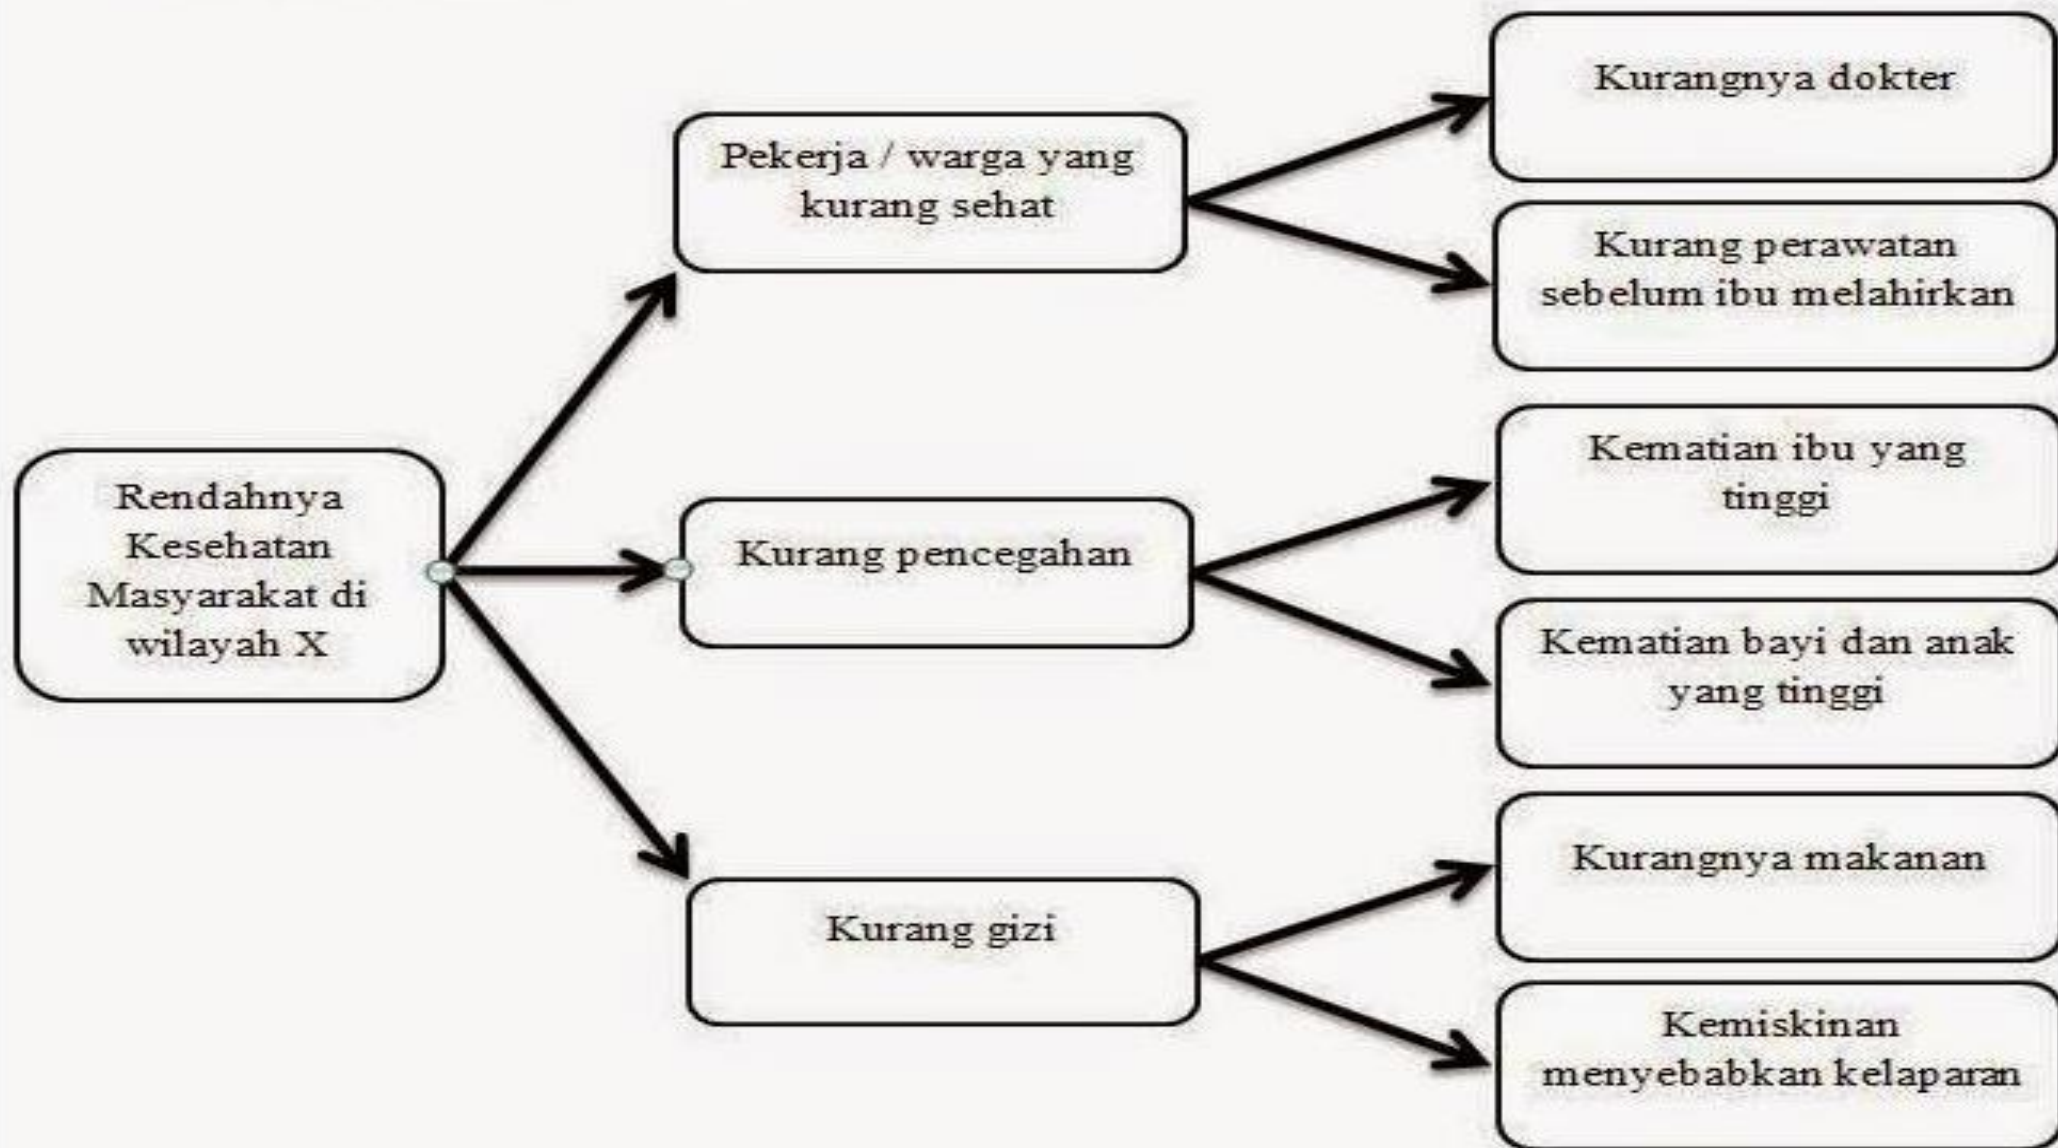 Kurangnya dokter
Pekerja / warga yang
kurang sehat
Kurang perawatan
sebelum ibu melahirkan
Rendahnya
Kesehatan
Masyarakat di
wilayah X
Kurang pencegahan
Kematian ibu yang
tinggi
Kematian bayi dan anak
yang tinggi
Kurang gizi
Kurangnya makanan
Kemiskinan
menyebabkan kelaparan